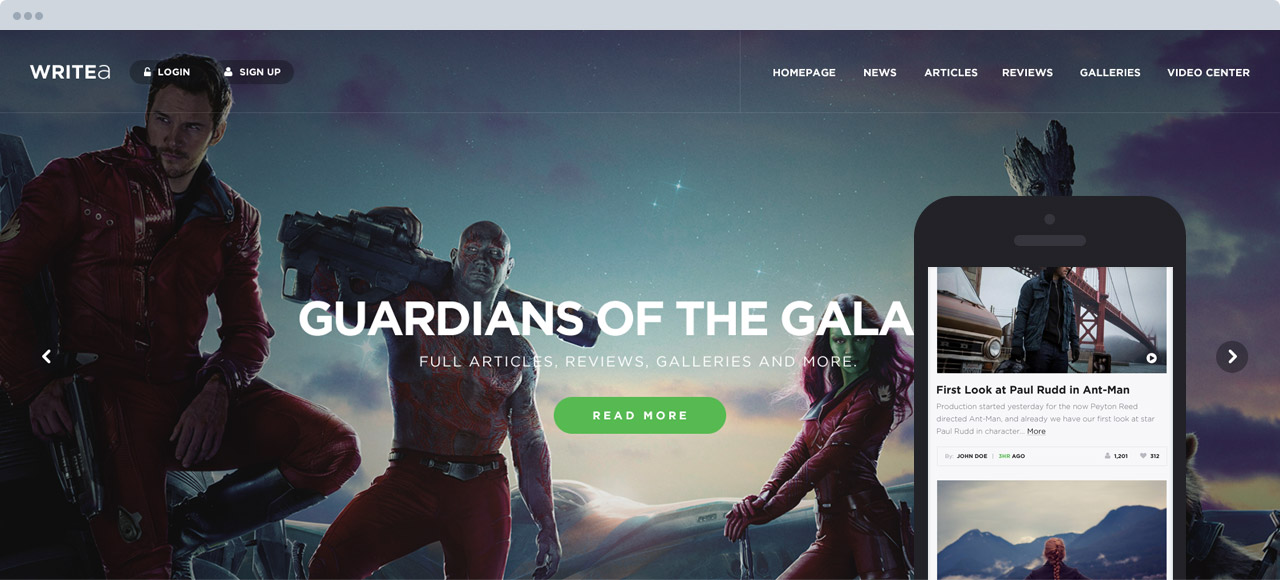 WRITEa
LOGIN
SIGN UP
HOMEPAGE
NEWS
ARTICLES
REVIEWS
GALLERIES
VIDEO CENTER
GUARDIANS OF THE GALA
FULL ARTICLES, REVIEWS, GALLERIES AND MORE.
READ MORE
First Look at Paul Rudd in Ant-Man
Production started yesterday for the now Peyton Reed
directed Ant-Man, and already we have our first look at star
Paul Rudd in character... More
By: JOHN DOE | 3HR AGO
1,201
312